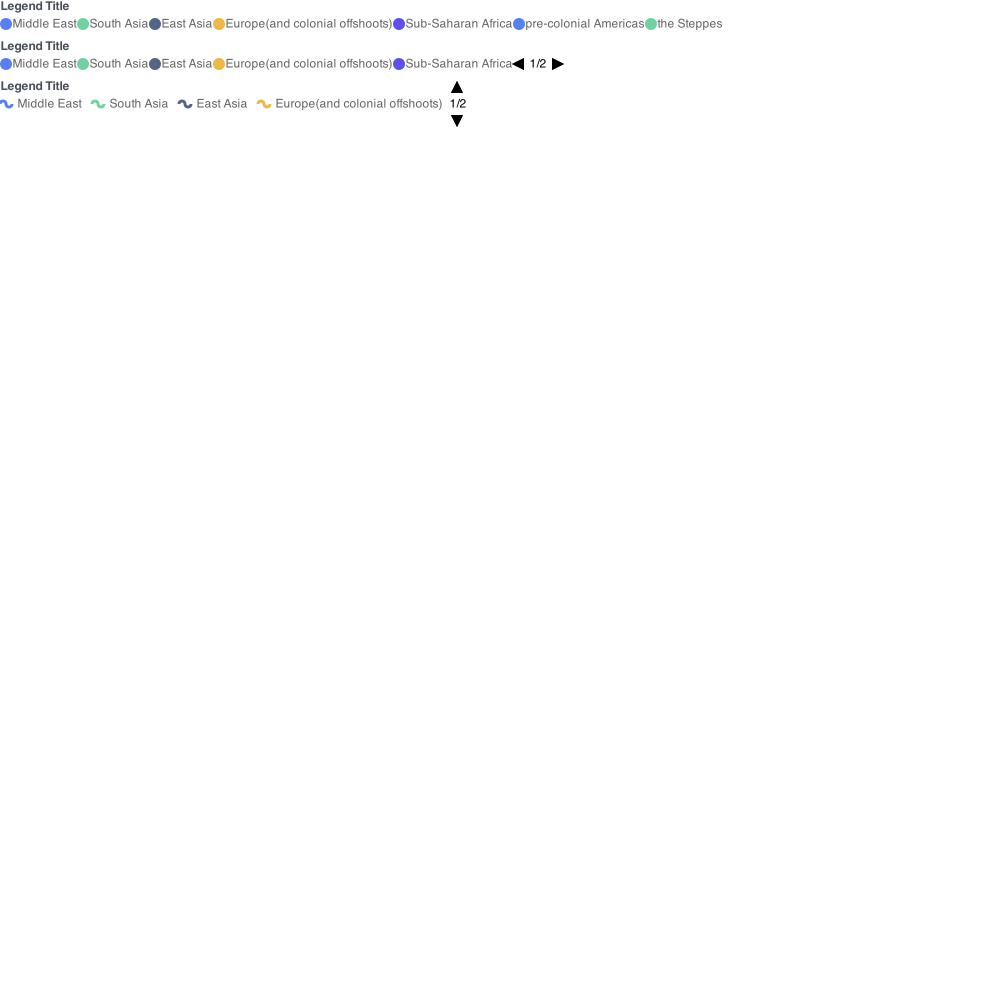 Legend Title
Middle East South Asia East Asia Europe(and colonial offshoots) Sub-Saharan Africa pre-colonial Americas the Steppes
Legend Title
Middle East South Asia East Asia Europe(and colonial offshoots) Sub-Saharan Africa 1/2
Legend Title
Middle East South Asia East Asia Europe(and colonial offshoots) 1/2